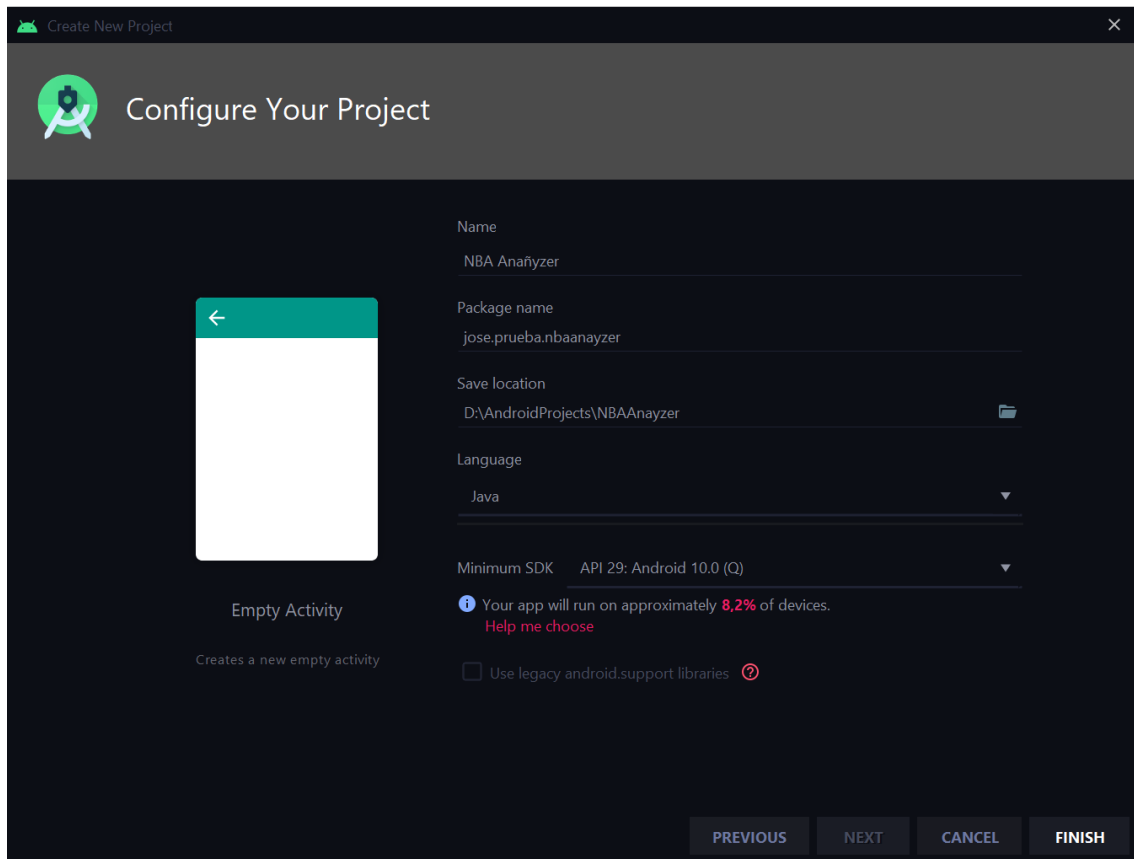 Create New Project
Configure Your Project
Name
NBA Anañyzer
Package name
jose.prueba.nbaanayzer
Save location
D:\AndroidProjects\NBAAnayzer
Language
Java
Minimum SDK API 29: Android 10.0 (Q)
Your app will run on approximately 8,2% of devices.
Help me choose
Use legacy android.support libraries
Empty Activity
Creates a new empty activity
PREVIOUS NEXT CANCEL FINISH